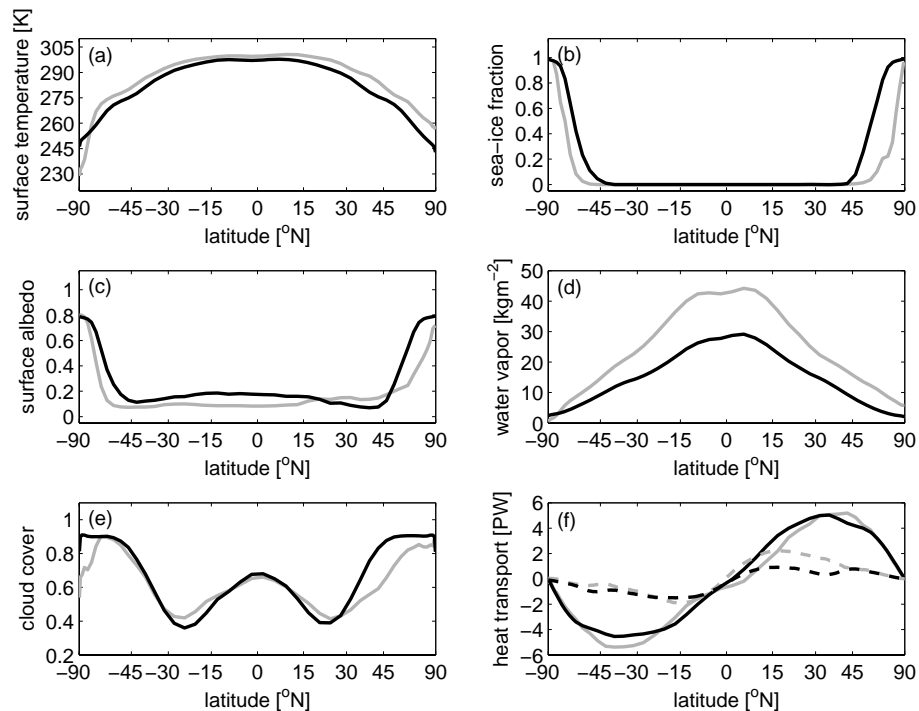 (a)
surface temperature [K]
305
290
275
260
245
230
−90 −45 −30 −15 0 15 30 45 90
latitude [°N]
(b)
sea−ice fraction
1
0.8
0.6
0.4
0.2
0
−90 −45 −30 −15 0 15 30 45 90
latitude [°N]
(c)
surface albedo
1
0.8
0.6
0.4
0.2
0
−90 −45 −30 −15 0 15 30 45 90
latitude [°N]
(d)
water vapor [kgm⁻²]
50
40
30
20
10
0
−90 −45 −30 −15 0 15 30 45 90
latitude [°N]
(e)
cloud cover
1
0.8
0.6
0.4
0.2
−90 −45 −30 −15 0 15 30 45 90
latitude [°N]
(f)
heat transport [PW]
6
4
2
0
−2
−4
−6
−90 −45 −30 −15 0 15 30 45 90
latitude [°N]